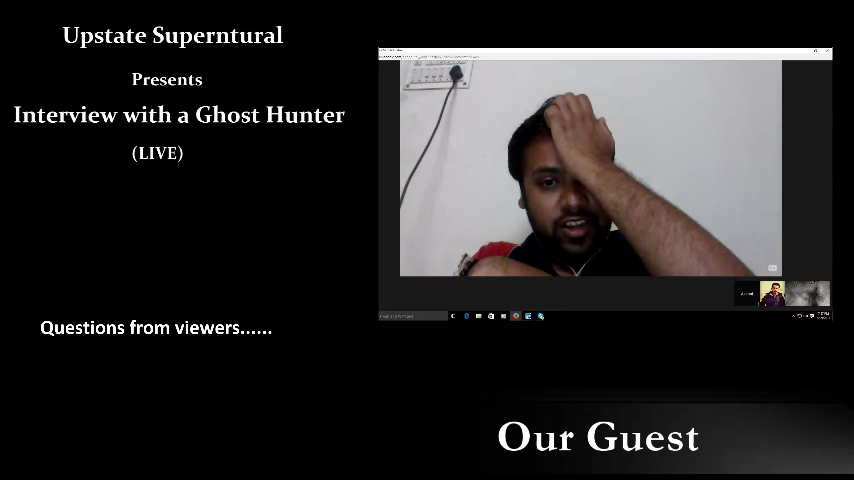 Upstate Superntural
Presents
Interview with a Ghost Hunter
(LIVE)
Questions from viewers......
Our Guest